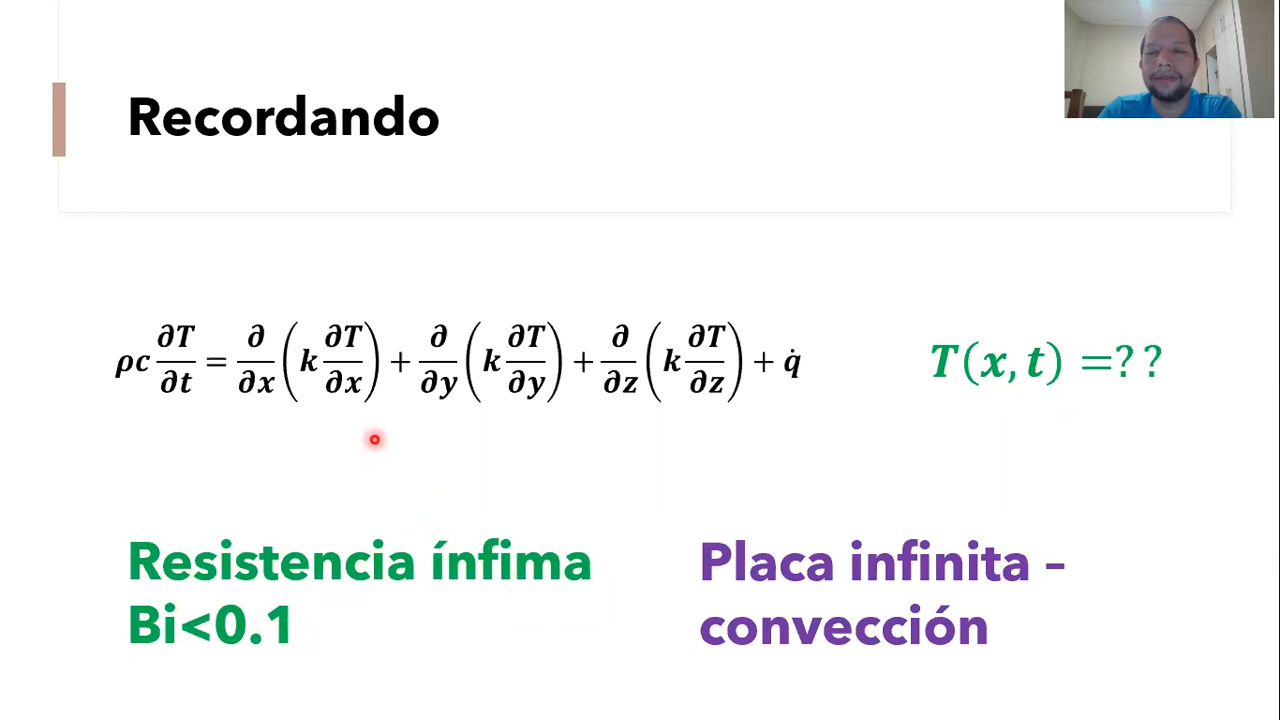 Recordando
ρc ∂T/∂t = ∂/∂x (k ∂T/∂x) + ∂/∂y (k ∂T/∂y) + ∂/∂z (k ∂T/∂z) + q̇
T(x, t) =? ?
Resistencia ínfima
Bi<0.1
Placa infinita –
convección